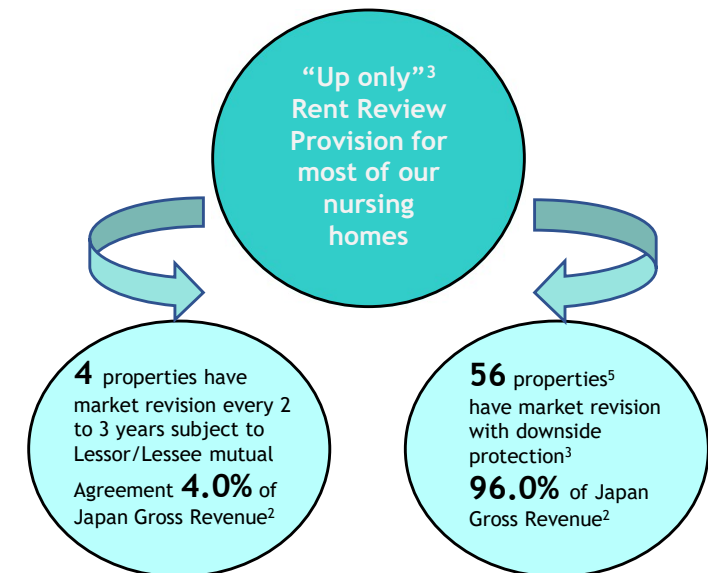 “Up only”³
Rent Review
Provision for
most of our
nursing
homes
4 properties have
market revision every 2
to 3 years subject to
Lessor/Lessee mutual
Agreement 4.0% of
Japan Gross Revenue²
56 properties⁵
have market revision
with downside
protection³
96.0% of Japan
Gross Revenue²